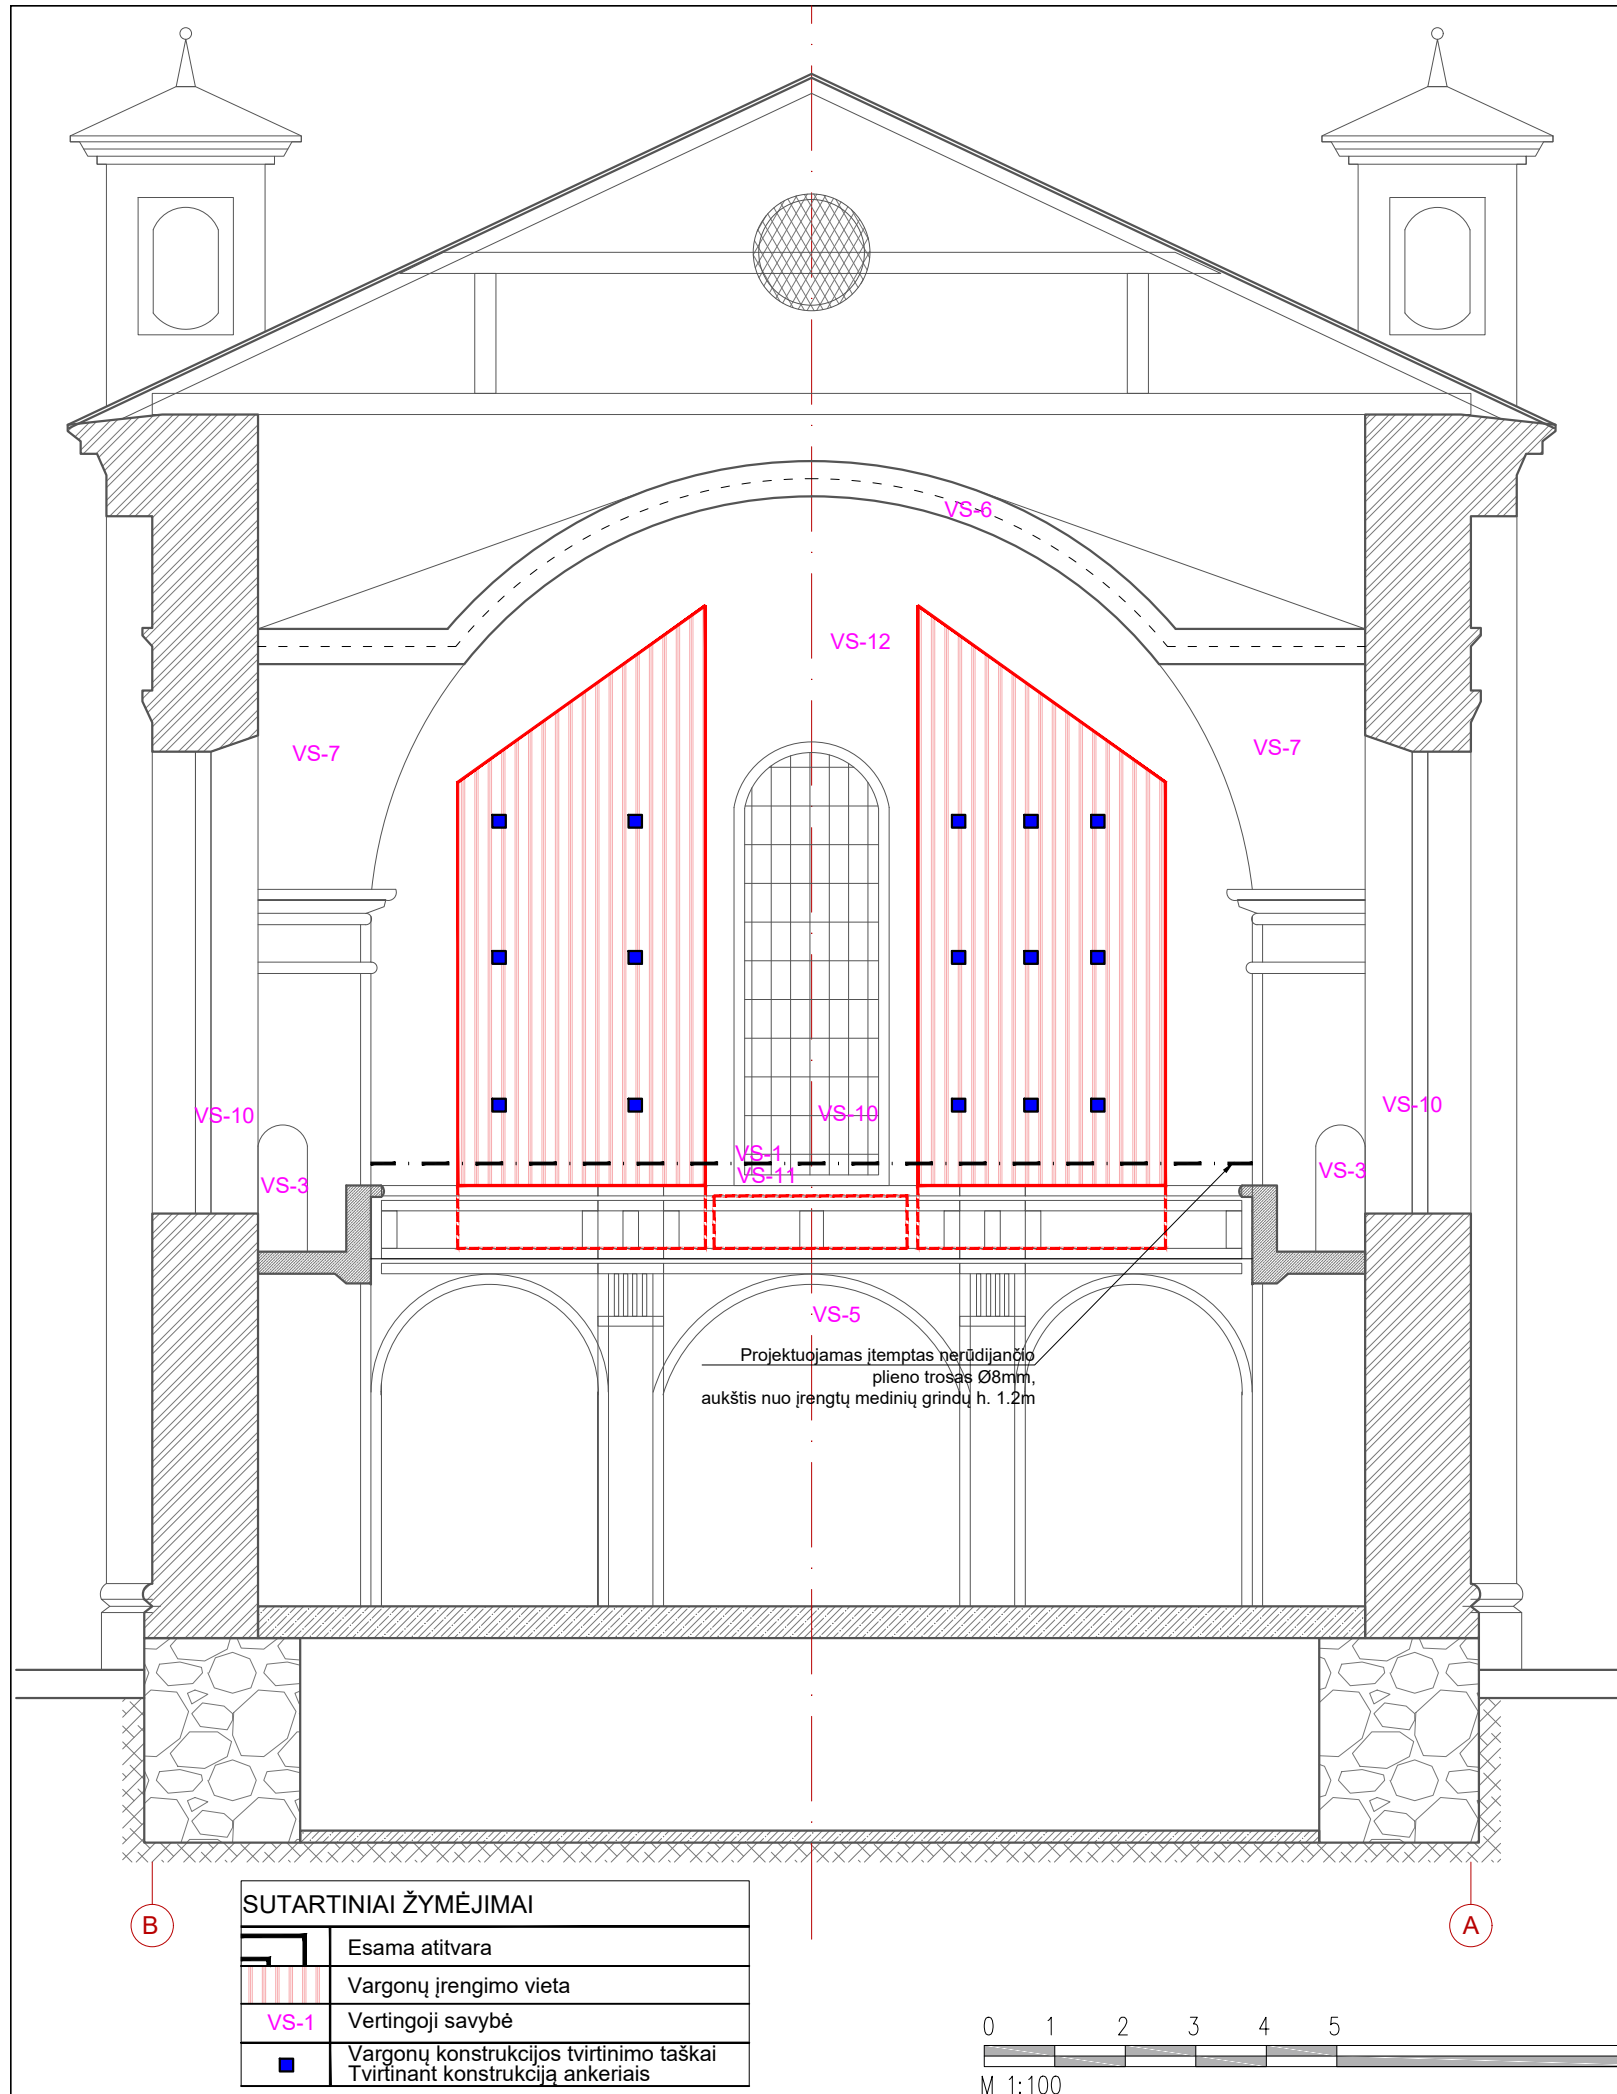 VS-6
VS-12
VS-7
VS-7
VS-10
VS-10
VS-10
VS-1
VS-11
VS-3
VS-3
VS-5
Projektuojamas įtemptas nerūdijančio
plieno trosas Ø8mm,
aukštis nuo įrengtų medinių grindų h. 1.2m
B
A
SUTARTINIAI ŽYMĖJIMAI
Esama atitvara
Vargonų įrengimo vieta
VS-1 Vertingoji savybė
Vargonų konstrukcijos tvirtinimo taškai
Tvirtinant konstrukciją ankeriais
0 1 2 3 4 5
M 1:100